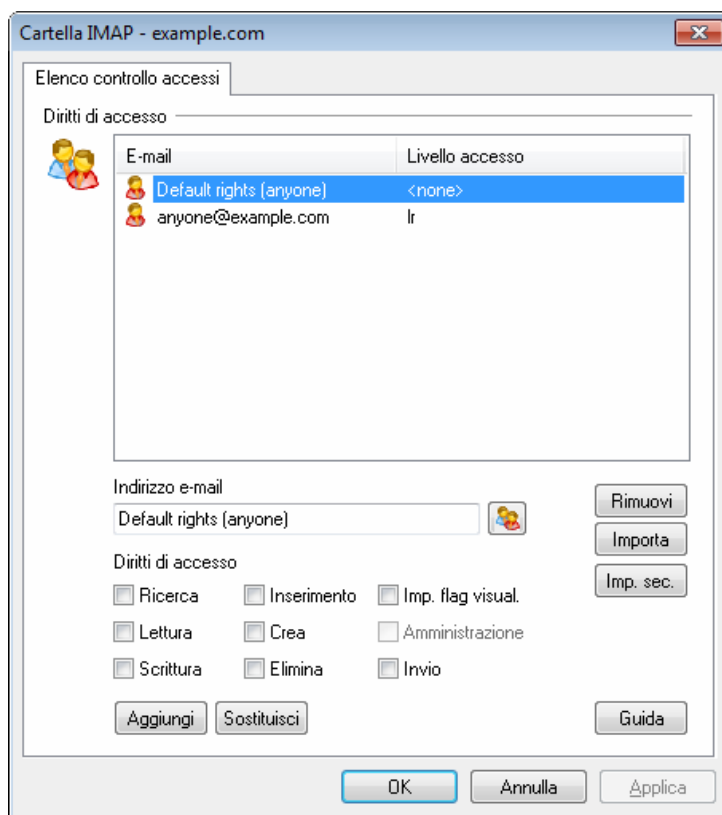 Cartella IMAP - example.com
Elenco controllo accessi
Diritti di accesso
E-mail Livello accesso
Default rights (anyone) <none>
anyone@example.com lr
Indirizzo e-mail
Default rights (anyone)
Rimuovi
Importa
Diritti di accesso
Imp. sec.
Ricerca Inserimento Imp. flag visual.
Lettura Crea Amministrazione
Scrittura Elimina Invio
Aggiungi Sostituisci Guida
OK Annulla Applica